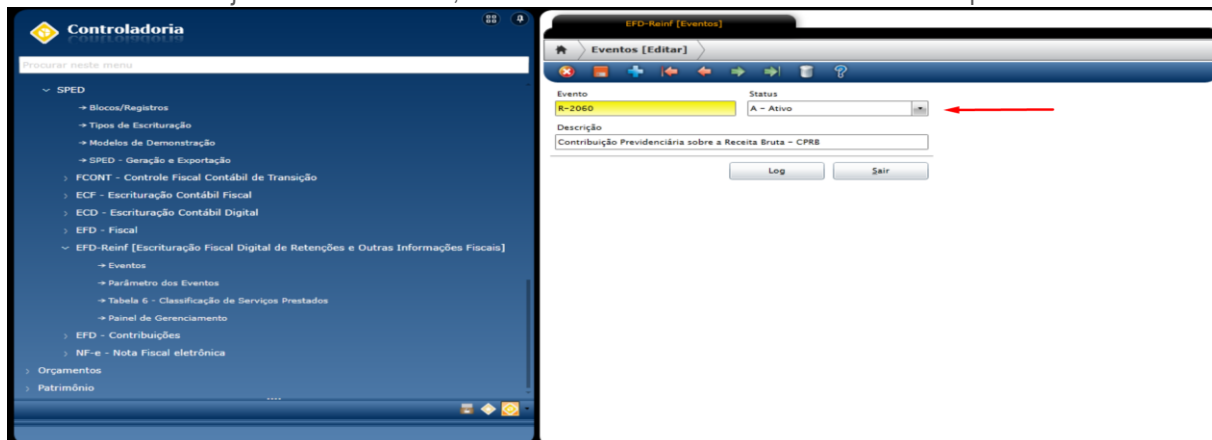 Controladoria
Procurar neste menu
SPED
Blocos/Registros
Tipos de Escrituração
Modelos de Demonstração
SPED - Geração e Exportação
FCONT - Controle Fiscal Contábil de Transição
ECF - Escrituração Contábil Fiscal
ECD - Escrituração Contábil Digital
EFD - Fiscal
EFD-Reinf [Escrituração Fiscal Digital de Retenções e Outras Informações Fiscais]
Eventos
Parâmetro dos Eventos
Tabela 6 - Classificação de Serviços Prestados
Painel de Gerenciamento
EFD - Contribuições
NF-e - Nota Fiscal eletrônica
Orçamentos
Patrimônio
EFD-Reinf [Eventos]
Eventos [Editar]
Evento Status
R-2060 A - Ativo
Descrição
Contribuição Previdenciária sobre a Receita Bruta - CPRB
Log Sair